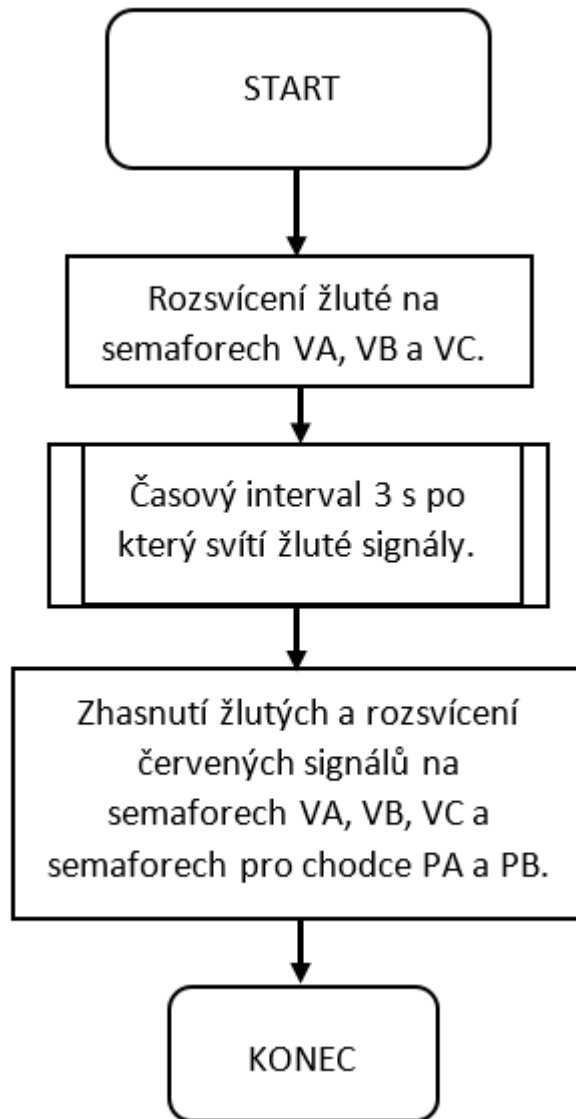 START
Rozsvícení žluté na
semaforech VA, VB a VC.
Časový interval 3 s po
který svítí žluté signály.
Zhasnutí žlutých a rozsvícení
červených signálů na
semaforech VA, VB, VC a
semaforech pro chodce PA a PB.
KONEC